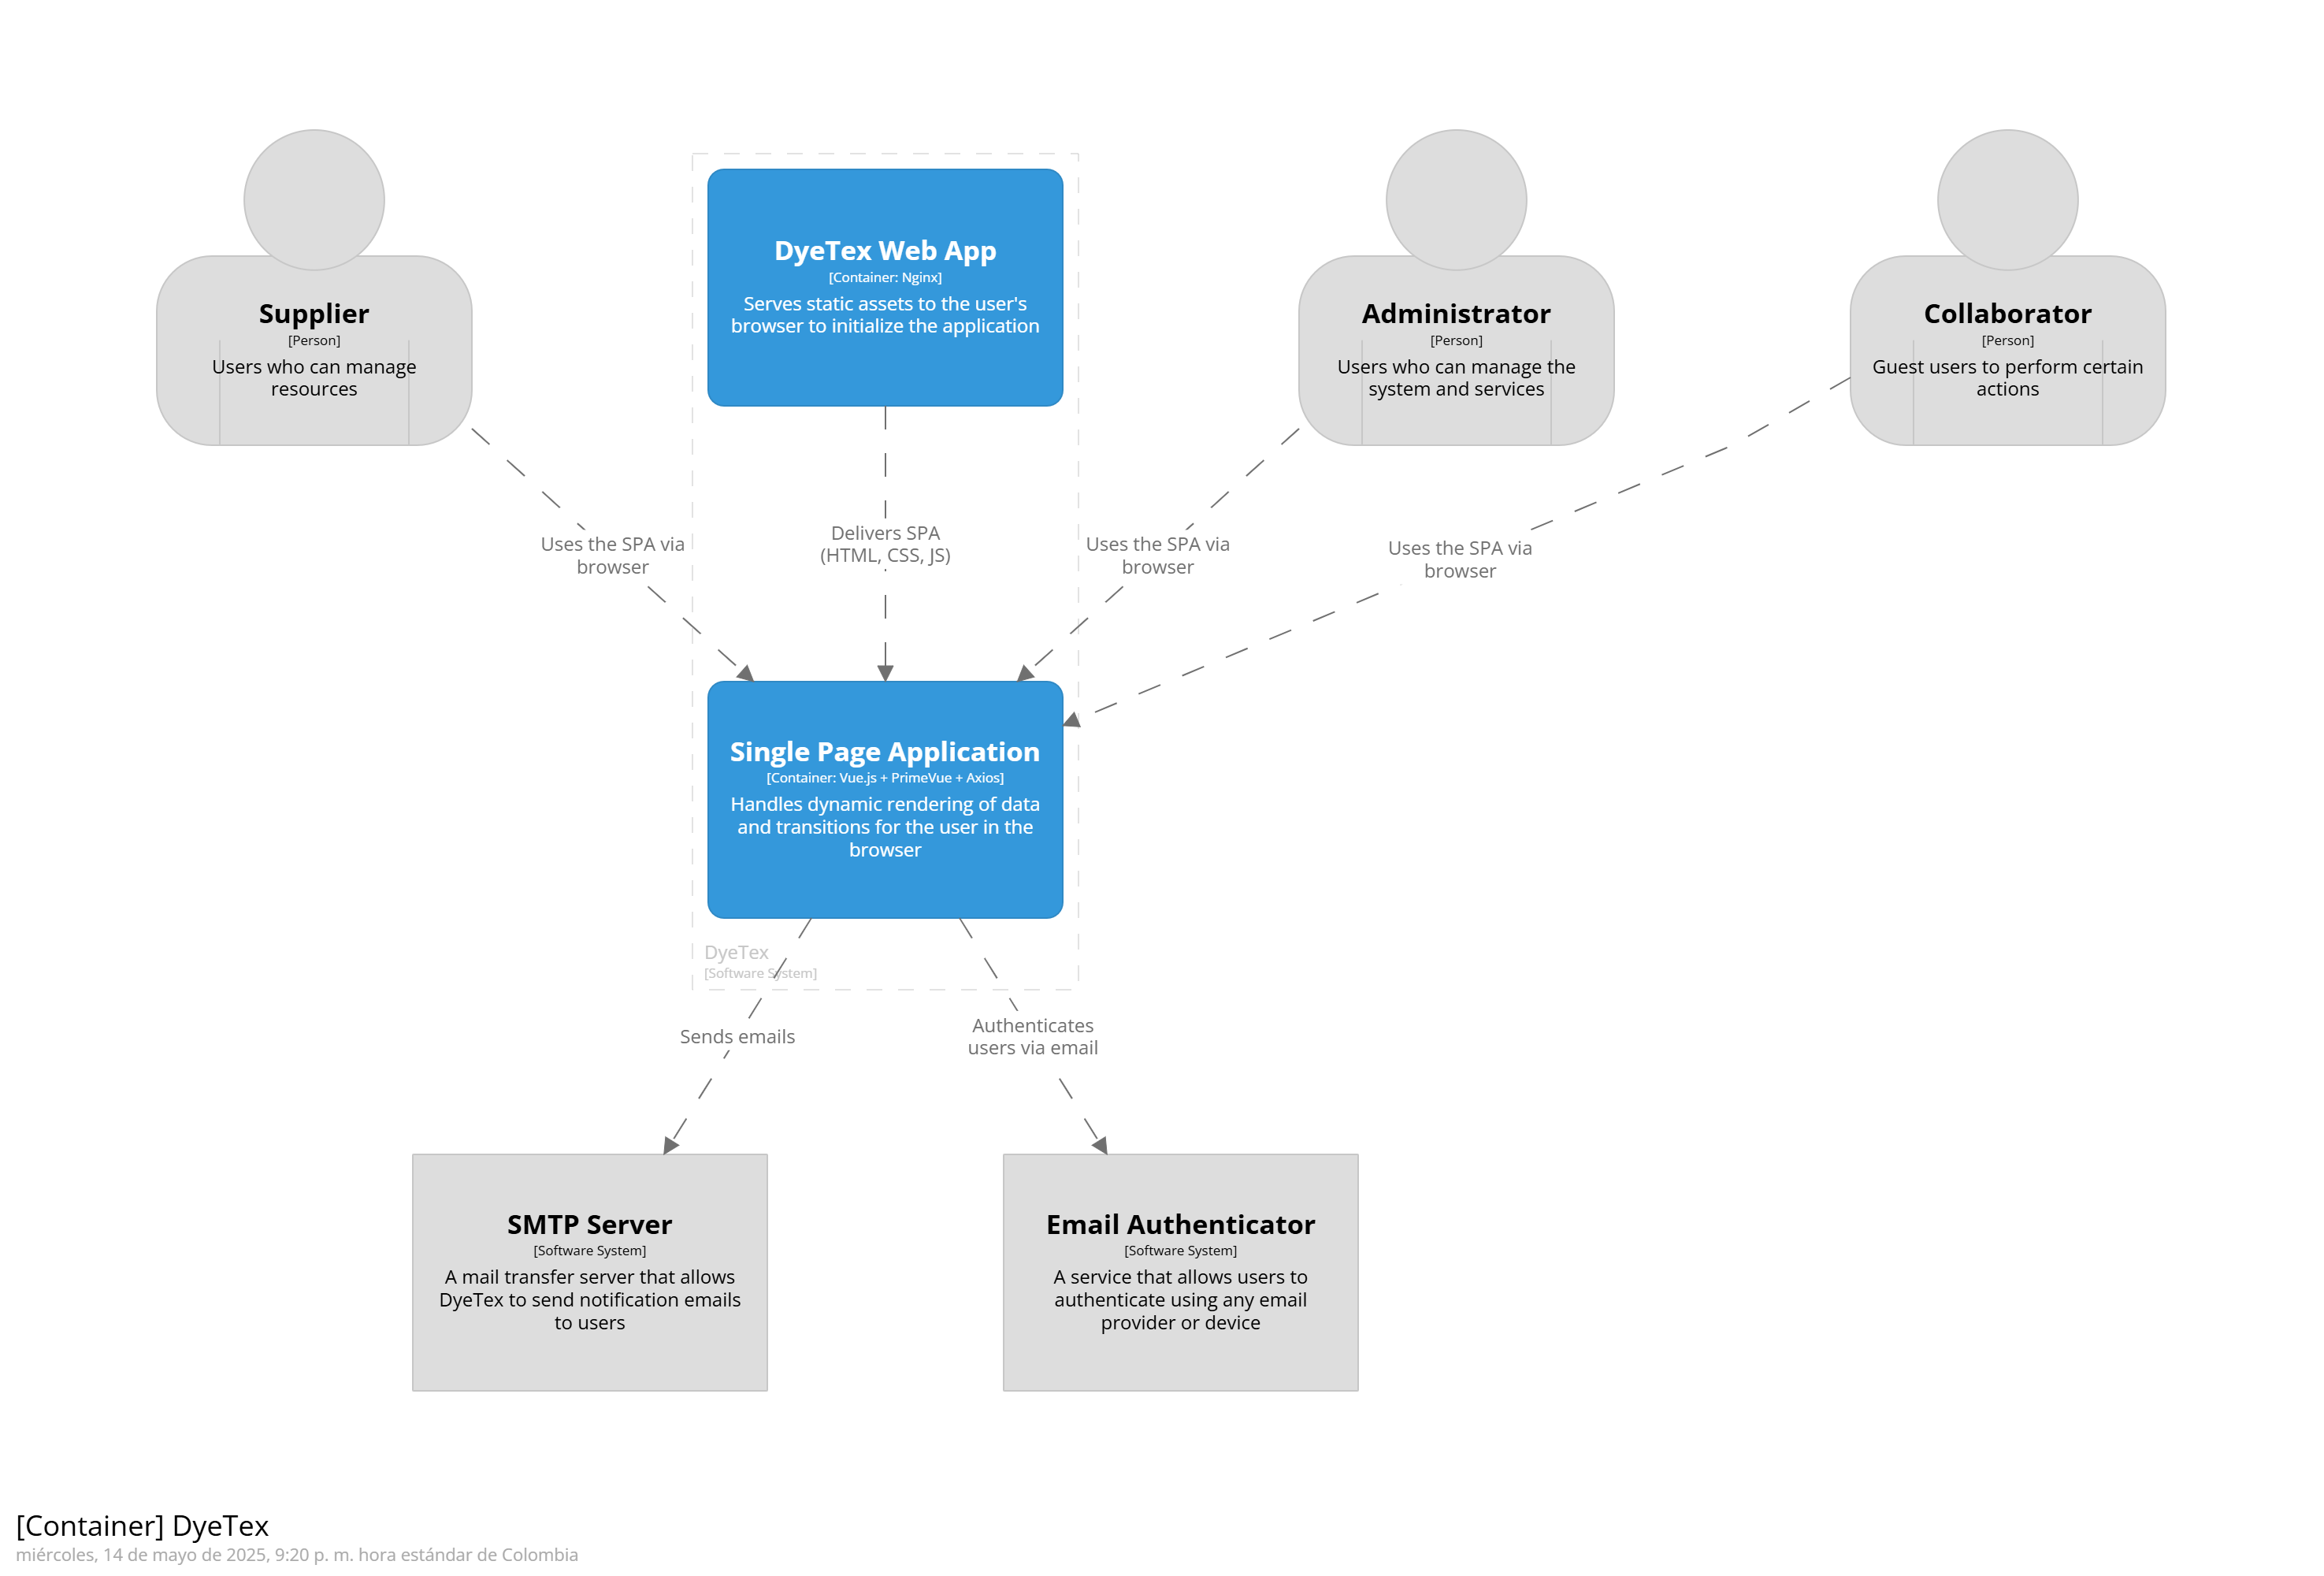 DyeTex Web App
[Container: Nginx]
Serves static assets to the user's
browser to initialize the application
Supplier
[Person]
Users who can manage
resources
Administrator
[Person]
Users who can manage the
system and services
Collaborator
[Person]
Guest users to perform certain
actions
Uses the SPA via
browser
Delivers SPA
(HTML, CSS, JS)
Uses the SPA via
browser
Uses the SPA via
browser
Single Page Application
[Container: Vue.js + PrimeVue + Axios]
Handles dynamic rendering of data
and transitions for the user in the
browser
DyeTex
[Software System]
Sends emails
Authenticates
users via email
SMTP Server
[Software System]
A mail transfer server that allows
DyeTex to send notification emails
to users
Email Authenticator
[Software System]
A service that allows users to
authenticate using any email
provider or device
[Container] DyeTex
miércoles, 14 de mayo de 2025, 9:20 p. m. hora estándar de Colombia